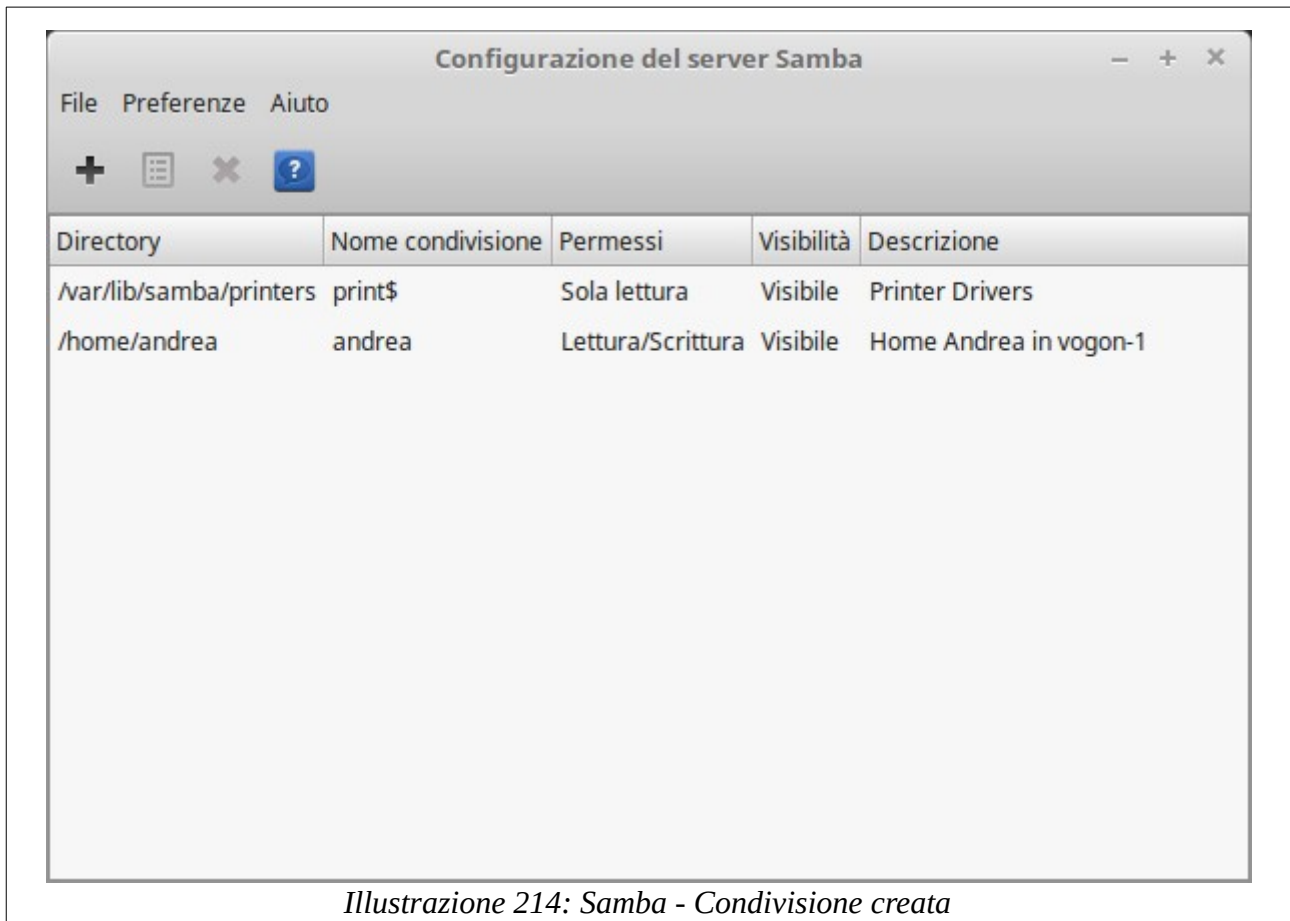 Configurazione del server Samba
File Preferenze Aiuto
Directory Nome condivisione Permessi Visibilità Descrizione
/var/lib/samba/printers print$ Sola lettura Visibile Printer Drivers
/home/andrea andrea Lettura/Scrittura Visibile Home Andrea in vogon-1
Illustrazione 214: Samba - Condivisione creata